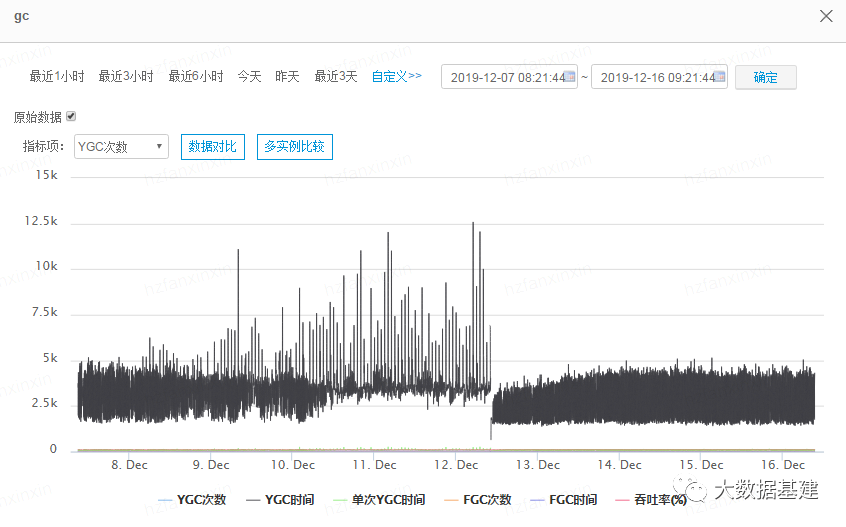 gc
最近1小时 最近3小时 最近6小时 今天 昨天 最近3天 自定义>> 2019-12-07 08:21:44 ~ 2019-12-16 09:21:44 确定
原始数据
指标项: YGC次数 数据对比 多实例比较
15k
12.5k
10k
7.5k
5k
2.5k
0
8. Dec 9. Dec 10. Dec 11. Dec 12. Dec 13. Dec 14. Dec 15. Dec 16. Dec
YGC次数 YGC时间 单次YGC时间 FGC次数 FGC时间 吞吐率(%)
大数据基建
hzfanxinxin